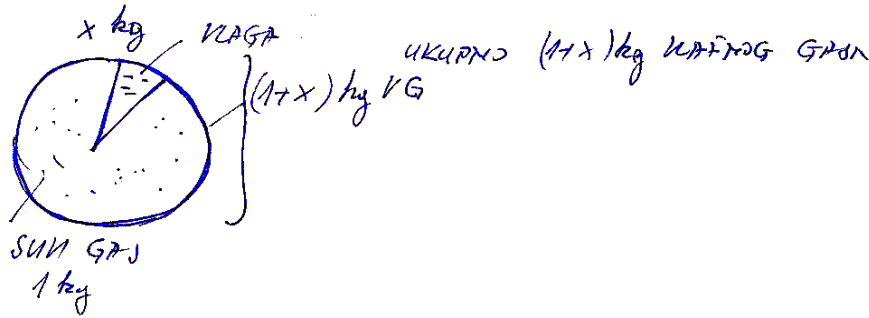 x kg VLAGA
UKUPNO (1+x)kg VLAŽNOG GASA
(1+x) kg VG
SUV GAS
1 kg